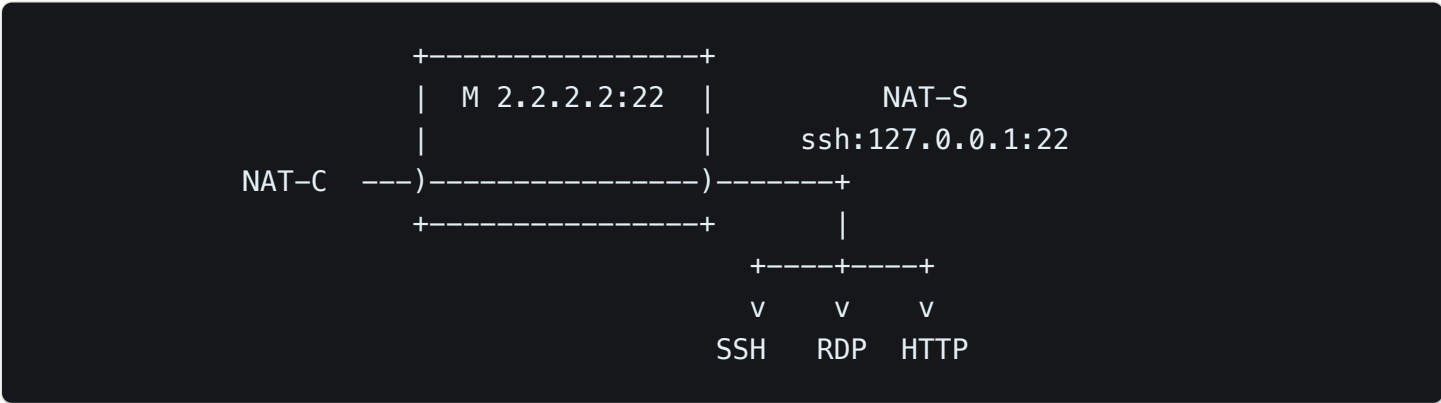 +----------------+
| M 2.2.2.2:22 | NAT-S
| | ssh:127.0.0.1:22
NAT-C ---)----------------)-------+
+----------------+ |
+----+----+
v v v
SSH RDP HTTP